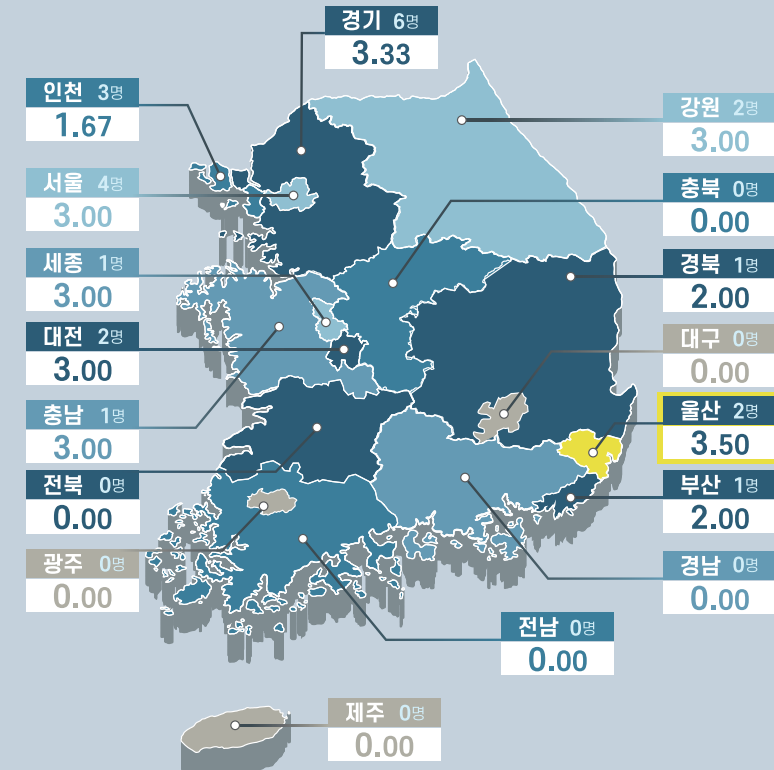 경기 6명
3.33
인천 3명
1.67
강원 2명
3.00
서울 4명
3.00
충북 0명
0.00
세종 1명
3.00
경북 1명
2.00
대전 2명
3.00
대구 0명
0.00
충남 1명
3.00
울산 2명
3.50
전북 0명
0.00
부산 1명
2.00
광주 0명
0.00
경남 0명
0.00
전남 0명
0.00
제주 0명
0.00